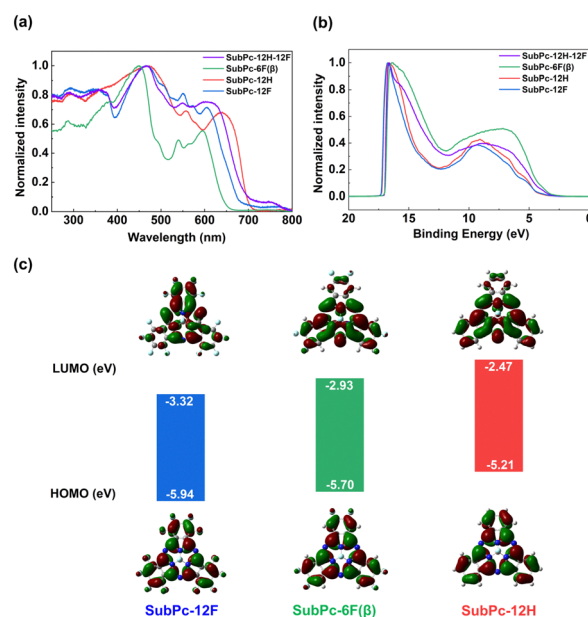 (a)
Normalized intensity
1.0
0.8
0.6
0.4
0.2
0.0
300
400
500
600
700
800
Wavelength (nm)
SubPc-12H-12F
SubPc-6F(β)
SubPc-12H
SubPc-12F
(b)
Normalized intensity
1.0
0.8
0.6
0.4
0.2
0.0
20
15
10
5
0
Binding Energy (eV)
SubPc-12H-12F
SubPc-6F(β)
SubPc-12H
SubPc-12F
(c)
LUMO (eV)
-3.32
-2.93
-2.47
HOMO (eV)
-5.94
-5.70
-5.21
SubPc-12F
SubPc-6F(β)
SubPc-12H